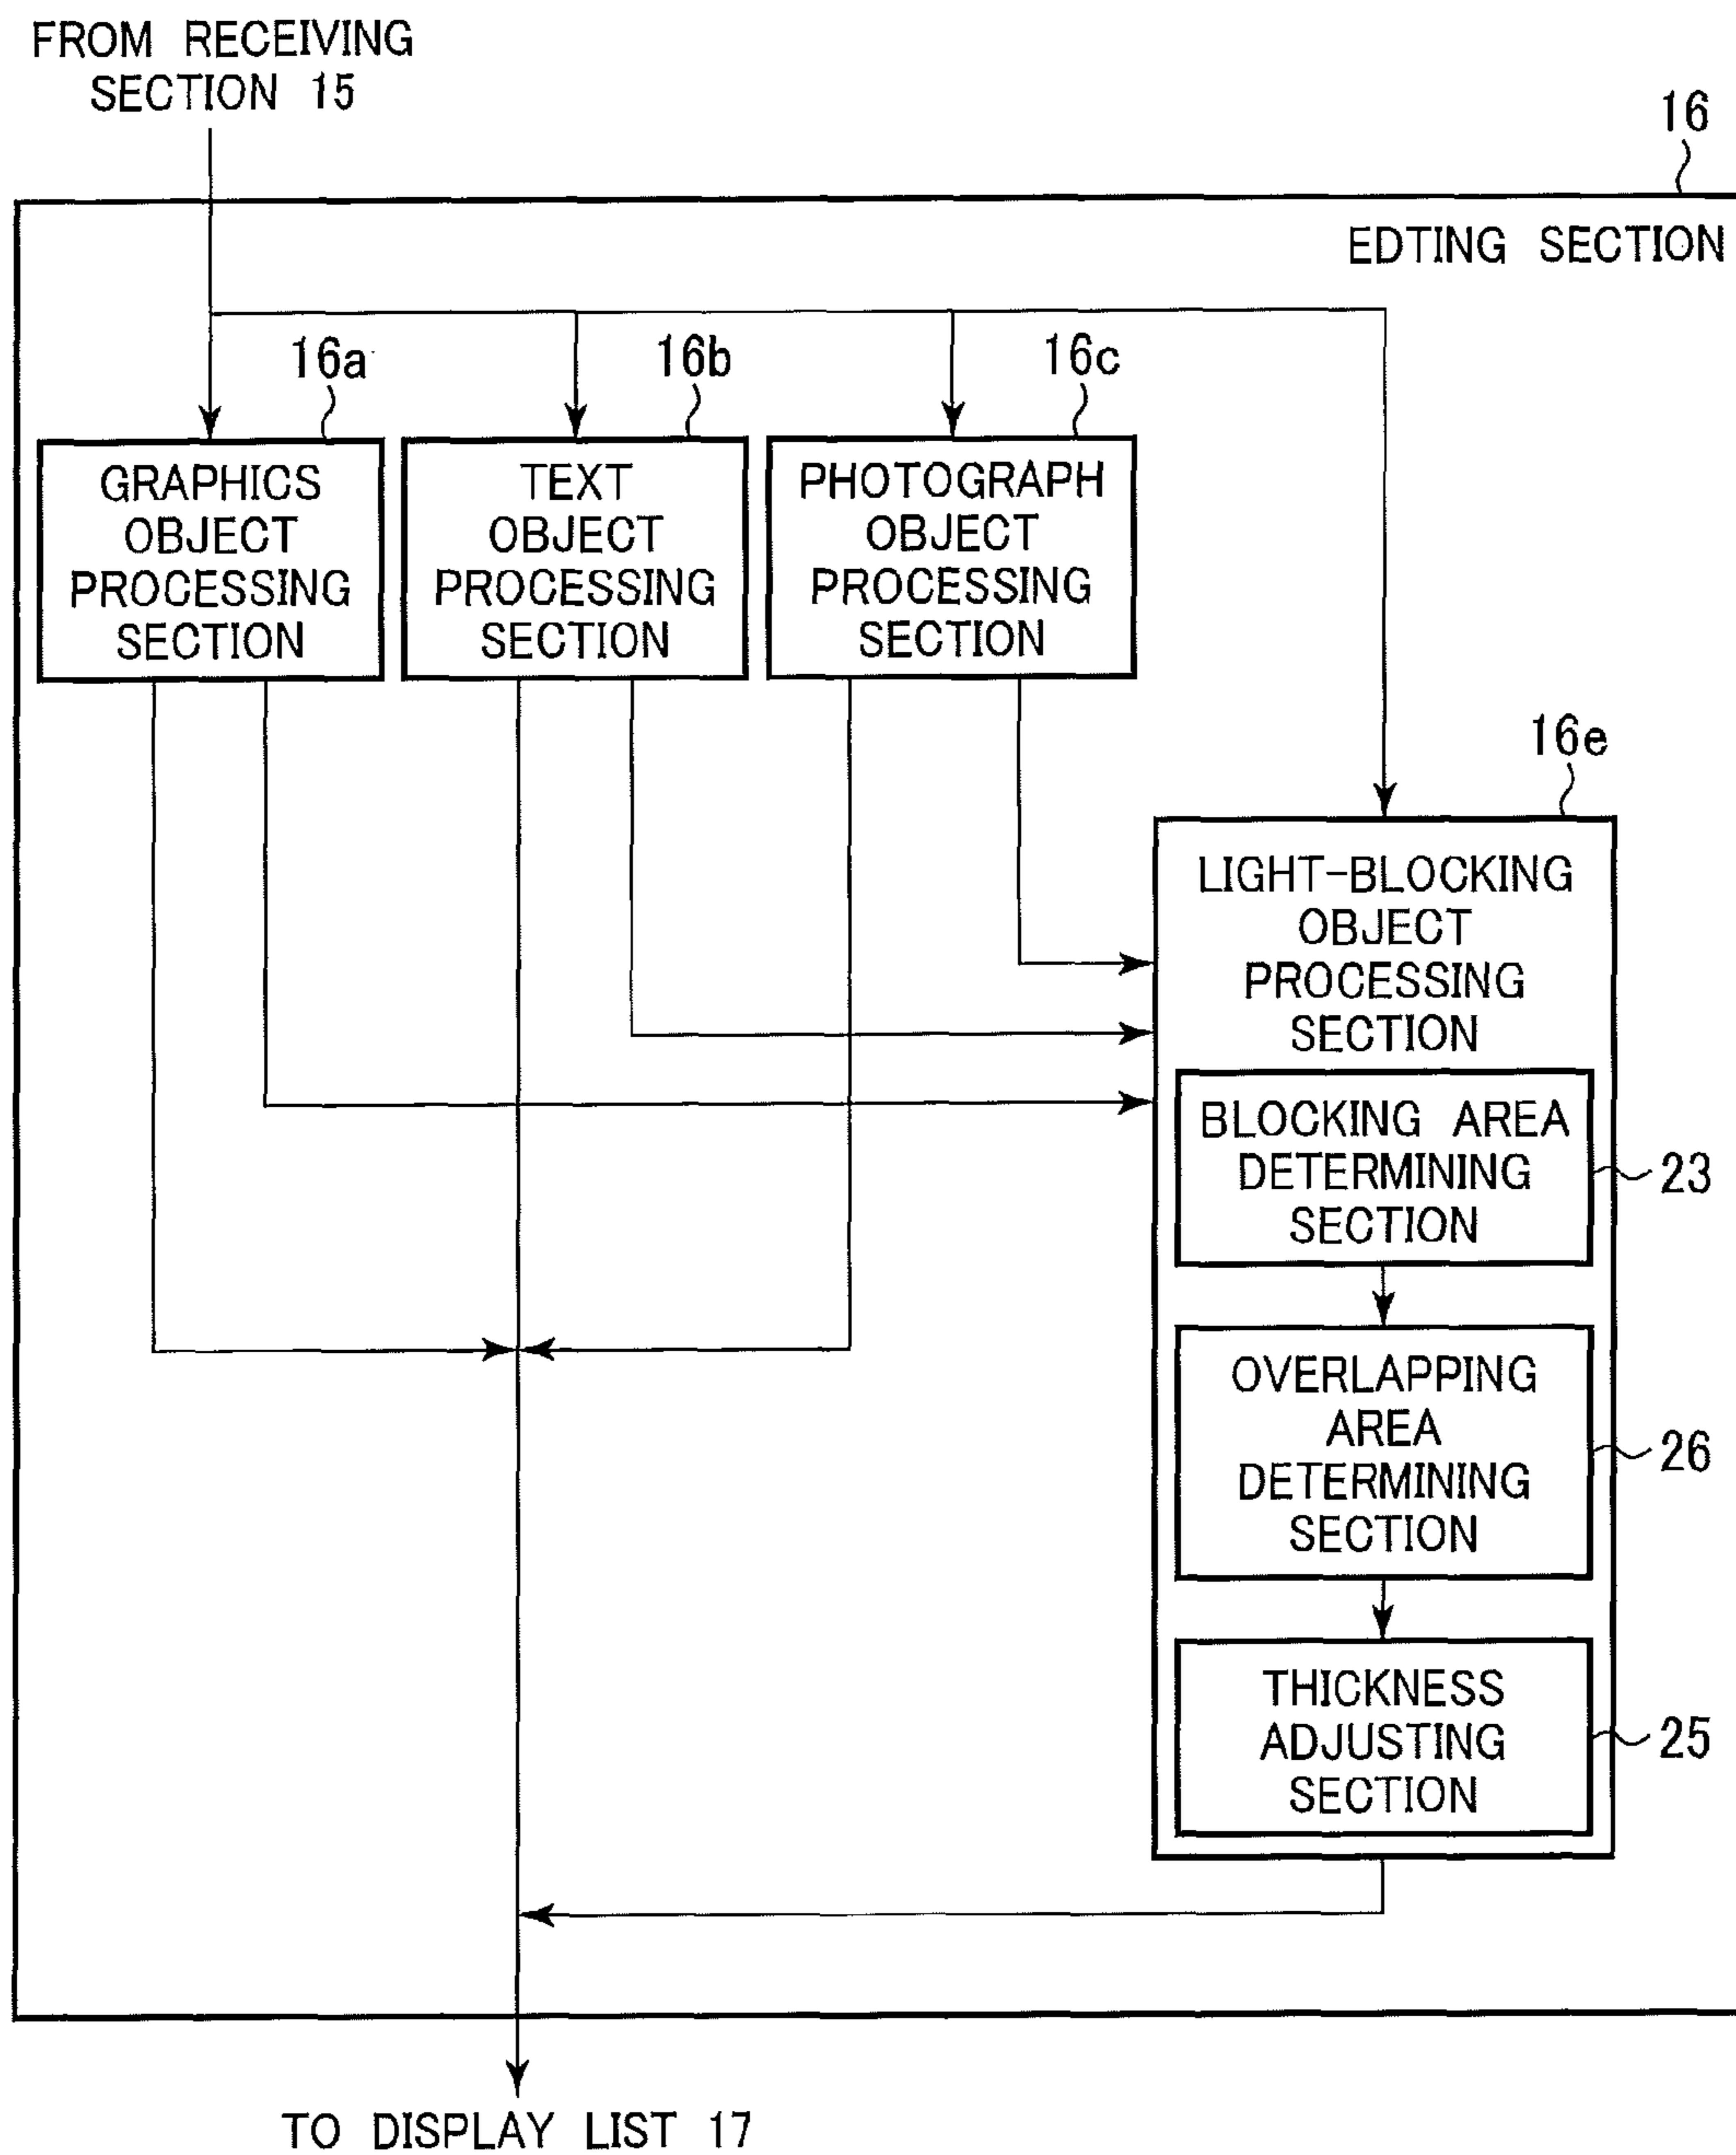 FROM RECEIVING
SECTION 15
16
EDTING SECTION
16a
16b
16c
GRAPHICS
OBJECT
PROCESSING
SECTION
TEXT
OBJECT
PROCESSING
SECTION
PHOTOGRAPH
OBJECT
PROCESSING
SECTION
16e
LIGHT-BLOCKING
OBJECT
PROCESSING
SECTION
BLOCKING AREA
DETERMINING
SECTION
23
OVERLAPPING
AREA
DETERMINING
SECTION
26
THICKNESS
ADJUSTING
SECTION
25
TO DISPLAY LIST 17